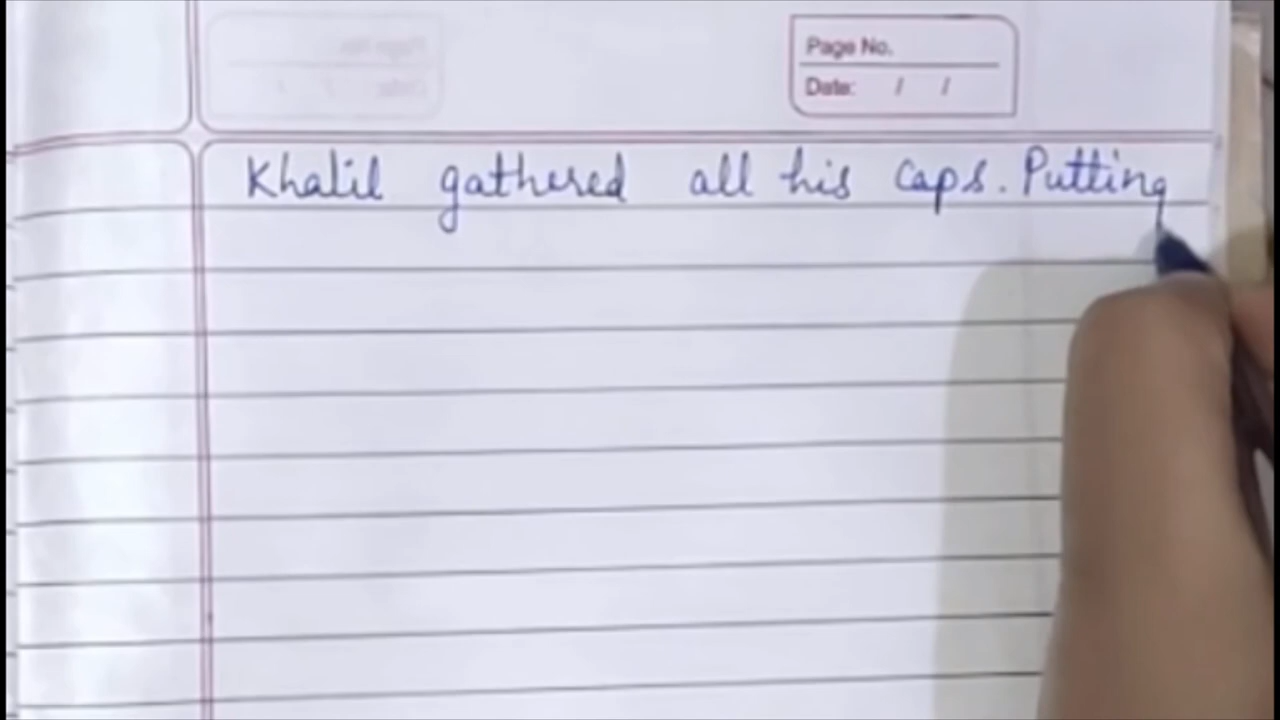 Page No.
Date: / /
Khalil gathered all his caps. Putting